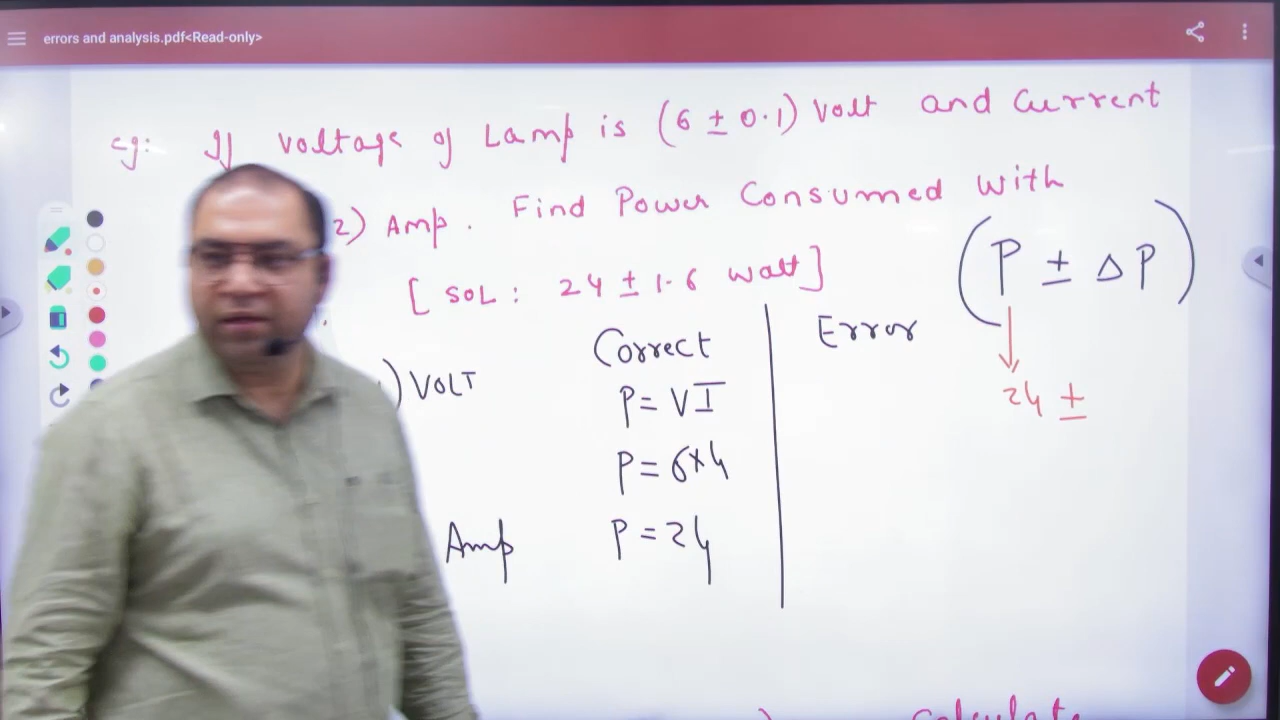 errors and analysis.pdf<Read-only>
eg: If voltage of Lamp is (6 ± 0.1) Volt and Current
2) Amp. Find Power Consumed with
[SOL: 24 ± 1.6 watt]
(P ± ΔP)
24 ±
) VOLT
Amp
Correct
P = VI
P = 6×4
P = 24
Error
Calculate